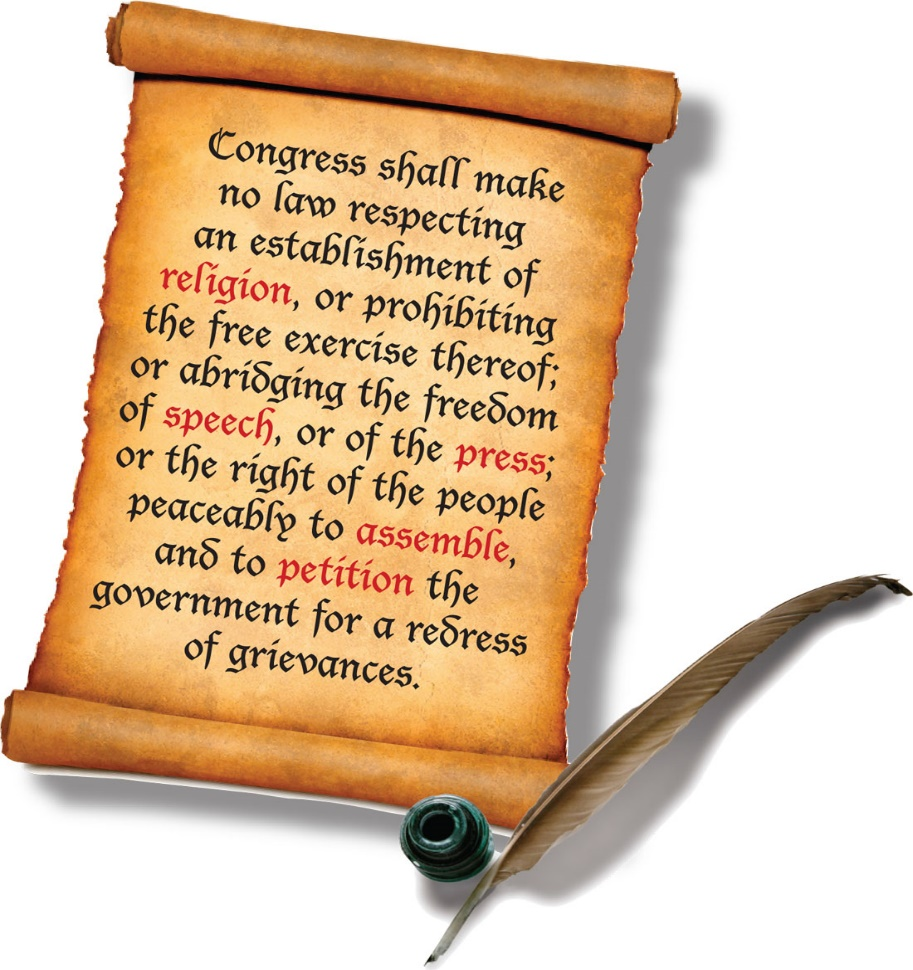 Congress shall make
no law respecting
an establishment of
religion, or prohibiting
the free exercise thereof;
or abridging the freedom
of speech, or of the press;
or the right of the people
peaceably to assemble,
and to petition the
government for a redress
of grievances.